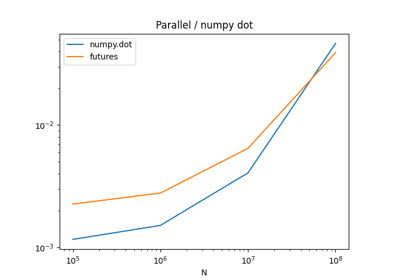 Parallel / numpy dot
numpy.dot
futures
10⁻²
10⁻³
10⁵ 10⁶ 10⁷ 10⁸
N